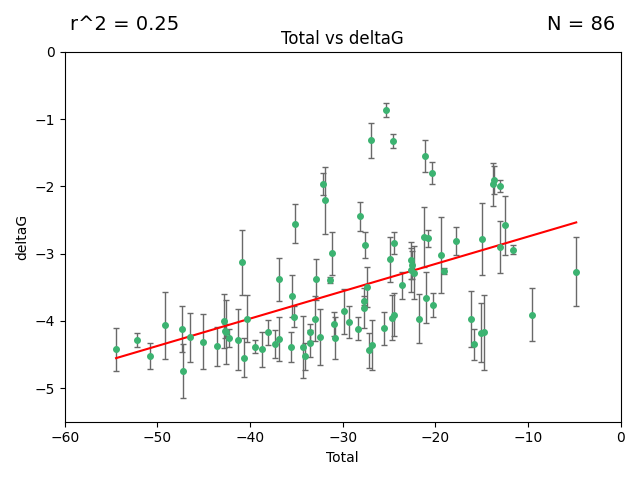 r^2 = 0.25
N = 86
Total vs deltaG
deltaG
0
−1
−2
−3
−4
−5
−60
−50
−40
−30
−20
−10
0
Total